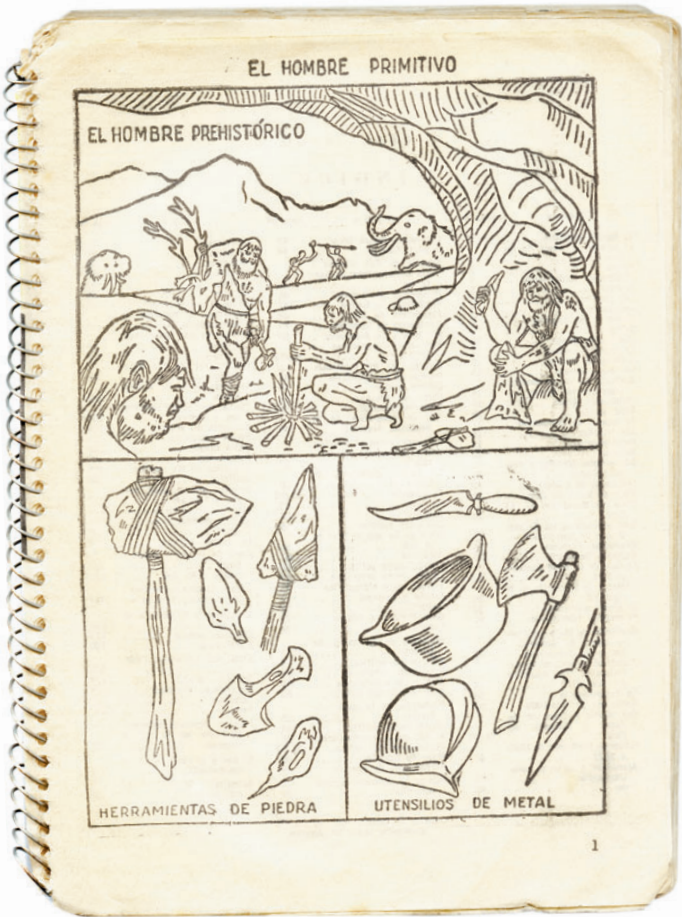 EL HOMBRE PRIMITIVO
EL HOMBRE PREHISTÓRICO
HERRAMIENTAS DE PIEDRA
UTENSILIOS DE METAL
1